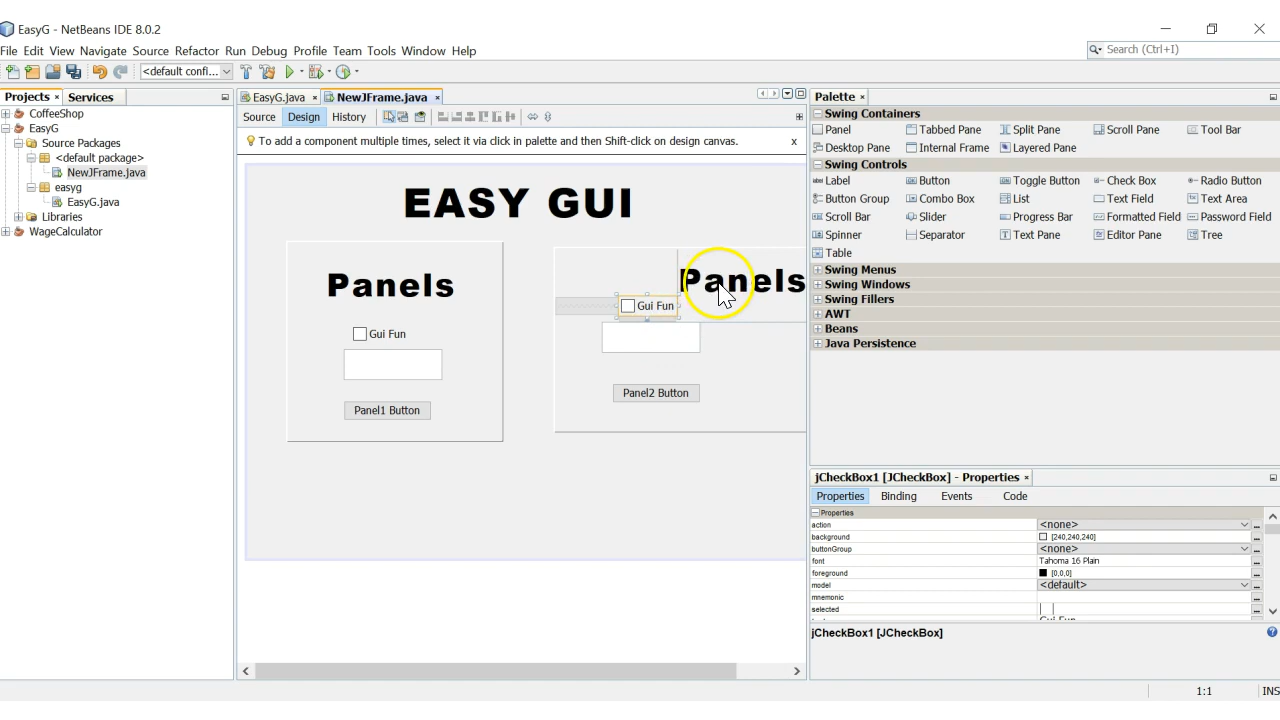 EasyG - NetBeans IDE 8.0.2
File Edit View Navigate Source Refactor Run Debug Profile Team Tools Window Help
Search (Ctrl+I)
<default confi...
Projects × Services
CoffeeShop
EasyG
Source Packages
<default package>
NewJFrame.java
easyg
EasyG.java
Libraries
WageCalculator
EasyG.java × NewJFrame.java ×
Source Design History
To add a component multiple times, select it via click in palette and then Shift-click on design canvas. x
EASY GUI
Panels
Gui Fun
Panel1 Button
Panels
Gui Fun
Panel2 Button
Palette ×
Swing Containers
Panel Tabbed Pane Split Pane Scroll Pane Tool Bar
Desktop Pane Internal Frame Layered Pane
Swing Controls
label Label OK Button Toggle Button Check Box Radio Button
Button Group Combo Box List Text Field Text Area
Scroll Bar Slider Progress Bar Formatted Field Password Field
Spinner Separator Text Pane Editor Pane Tree
Table
Swing Menus
Swing Windows
Swing Fillers
AWT
Beans
Java Persistence
jCheckBox1 [JCheckBox] - Properties ×
Properties Binding Events Code
Properties
action <none> ...
background [240,240,240] ...
buttonGroup <none> ...
font Tahoma 16 Plain ...
foreground [0,0,0] ...
model <default> ...
mnemonic ...
selected ...
Gui Fun
jCheckBox1 [JCheckBox]
1:1 INS